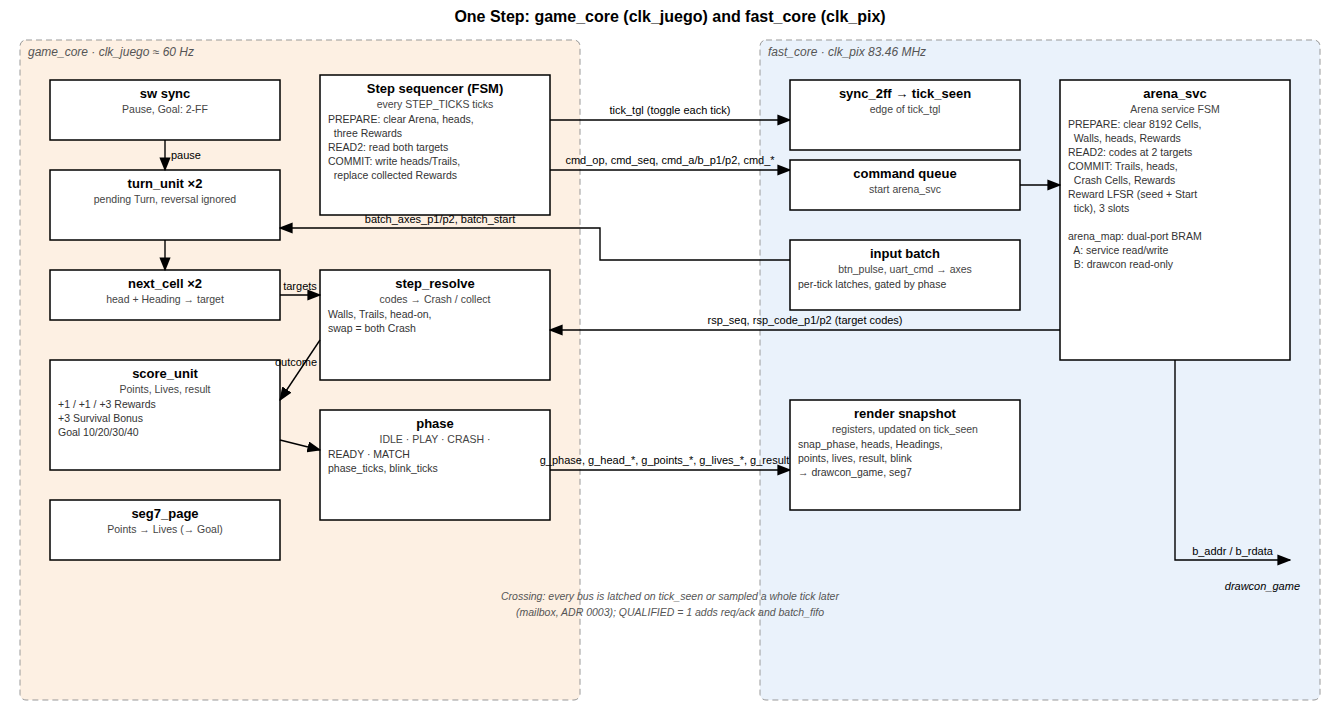 One Step: game_core (clk_juego) and fast_core (clk_pix)
game_core · clk_juego ≈ 60 Hz
sw sync
Pause, Goal: 2-FF
pause
turn_unit ×2
pending Turn, reversal ignored
next_cell ×2
head + Heading → target
targets
score_unit
Points, Lives, result
+1 / +1 / +3 Rewards
+3 Survival Bonus
Goal 10/20/30/40
outcome
seg7_page
Points → Lives (→ Goal)
Step sequencer (FSM)
every STEP_TICKS ticks
PREPARE: clear Arena, heads,
three Rewards
READ2: read both targets
COMMIT: write heads/Trails,
replace collected Rewards
batch_axes_p1/p2, batch_start
step_resolve
codes → Crash / collect
Walls, Trails, head-on,
swap = both Crash
phase
IDLE · PLAY · CRASH ·
READY · MATCH
phase_ticks, blink_ticks
tick_tgl (toggle each tick)
cmd_op, cmd_seq, cmd_a/b_p1/p2, cmd_*
rsp_seq, rsp_code_p1/p2 (target codes)
g_phase, g_head_*, g_points_*, g_lives_*, g_result
fast_core · clk_pix 83.46 MHz
sync_2ff → tick_seen
edge of tick_tgl
command queue
start arena_svc
input batch
btn_pulse, uart_cmd → axes
per-tick latches, gated by phase
render snapshot
registers, updated on tick_seen
snap_phase, heads, Headings,
points, lives, result, blink
→ drawcon_game, seg7
arena_svc
Arena service FSM
PREPARE: clear 8192 Cells,
Walls, heads, Rewards
READ2: codes at 2 targets
COMMIT: Trails, heads,
Crash Cells, Rewards
Reward LFSR (seed + Start
tick), 3 slots
arena_map: dual-port BRAM
A: service read/write
B: drawcon read-only
b_addr / b_rdata
drawcon_game
Crossing: every bus is latched on tick_seen or sampled a whole tick later
(mailbox, ADR 0003); QUALIFIED = 1 adds req/ack and batch_fifo